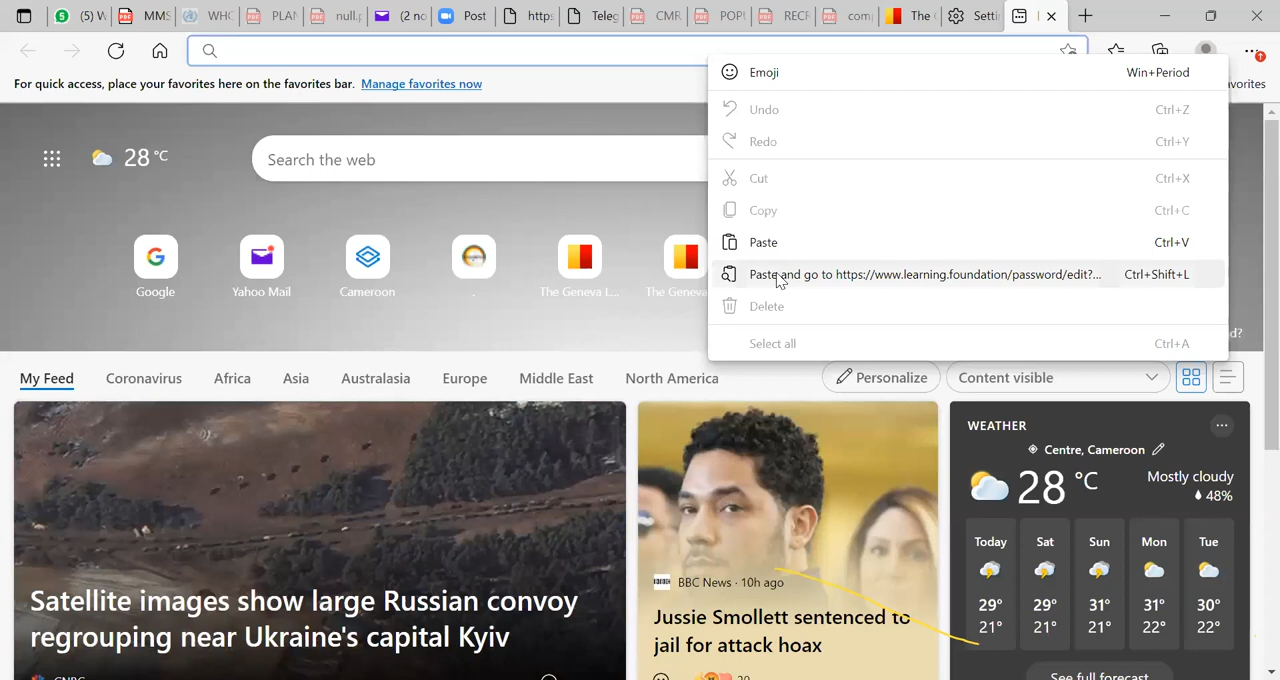 (5) W
MMS
WHC
PLAN
null.p
(2 no
Post
https
Teleg
CMR
POPU
RECR
com
The
Setti
For quick access, place your favorites here on the favorites bar. Manage favorites now
vorites
28 °C
Search the web
Google
Yahoo Mail
Cameroon
.
The Geneva L...
The Geneva
d?
Emoji Win+Period
Undo Ctrl+Z
Redo Ctrl+Y
Cut Ctrl+X
Copy Ctrl+C
Paste Ctrl+V
Paste and go to https://www.learning.foundation/password/edit?... Ctrl+Shift+L
Delete
Select all Ctrl+A
My Feed Coronavirus Africa Asia Australasia Europe Middle East North America
Personalize
Content visible
Satellite images show large Russian convoy
regrouping near Ukraine's capital Kyiv
CNBC
BBC News · 10h ago
Jussie Smollett sentenced to
jail for attack hoax
20
WEATHER
Centre, Cameroon
28 °C
Mostly cloudy
48%
Today Sat Sun Mon Tue
29° 29° 31° 31° 30°
21° 21° 21° 22° 22°
See full forecast